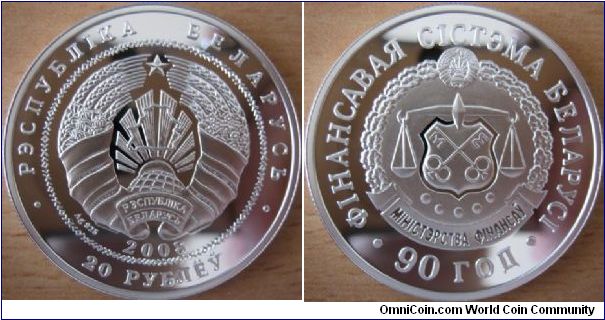 РЭСПУБЛІКА БЕЛАРУСЬ
РЭСПУБЛІКА
БЕЛАРУСЬ
2008
20 РУБЛЁЎ
ФІНАНСАВАЯ СІСТЭМА БЕЛАРУСІ
МІНІСТЭРСТВА ФІНАНСАЎ
90 ГОД
OmniCoin.com World Coin Community